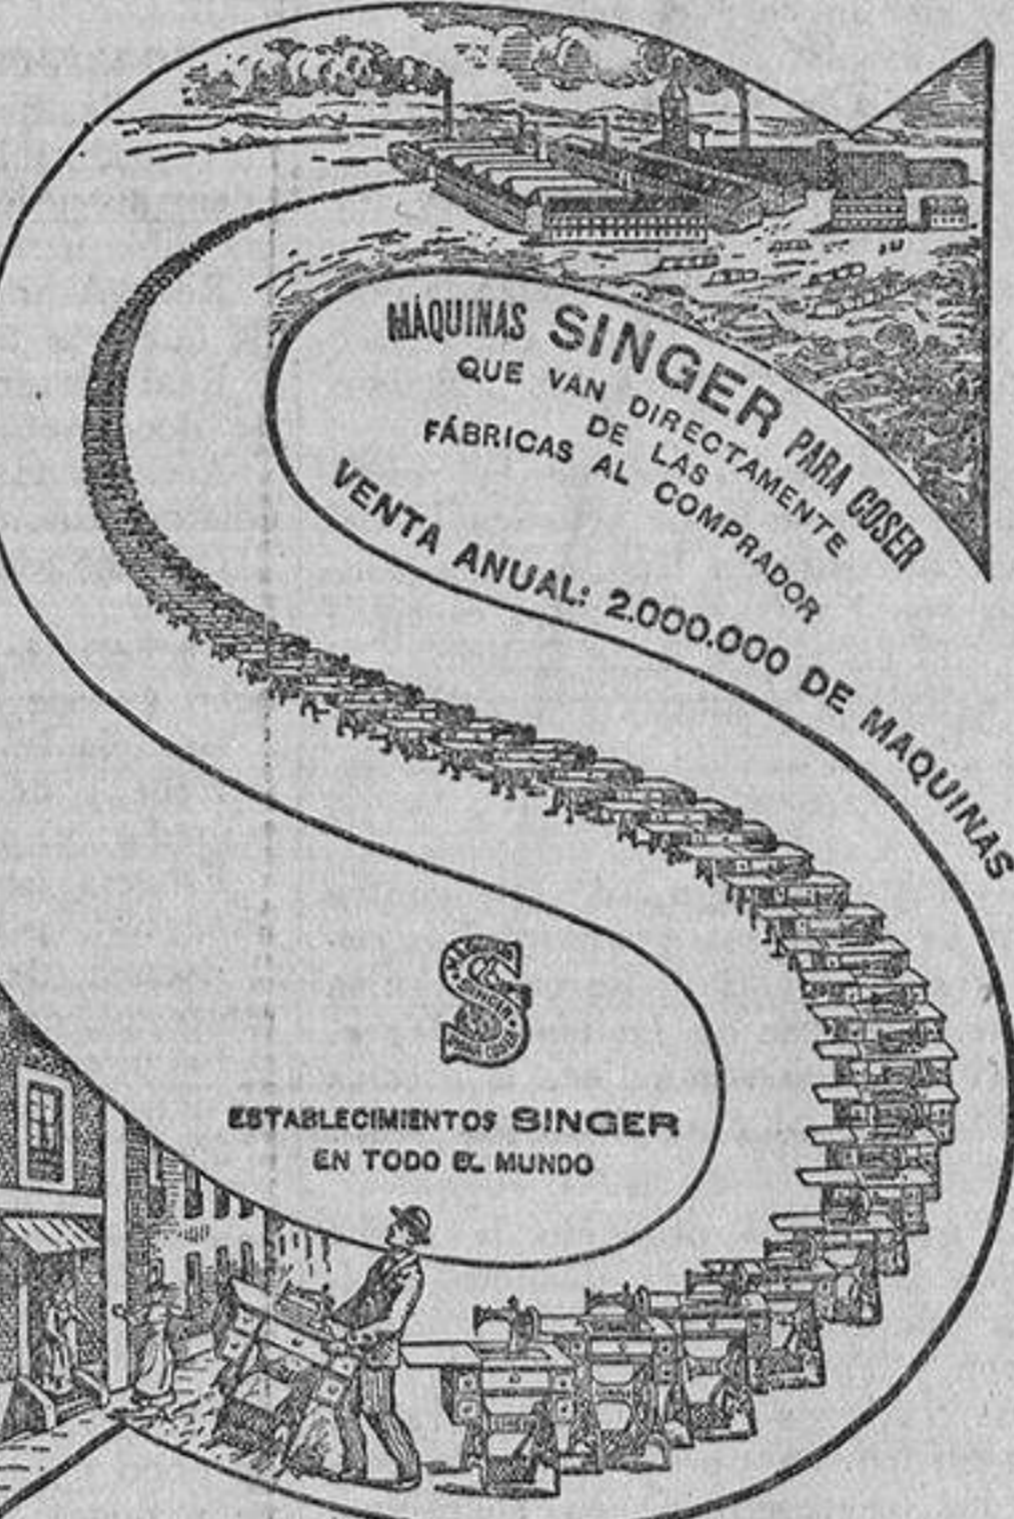 MÁQUINAS SINGER PARA COSER
QUE VAN DIRECTAMENTE
DE LAS
FÁBRICAS AL COMPRADOR
VENTA ANUAL: 2.000.000 DE MAQUINAS
SINGER
ESTABLECIMIENTOS SINGER
EN TODO EL MUNDO